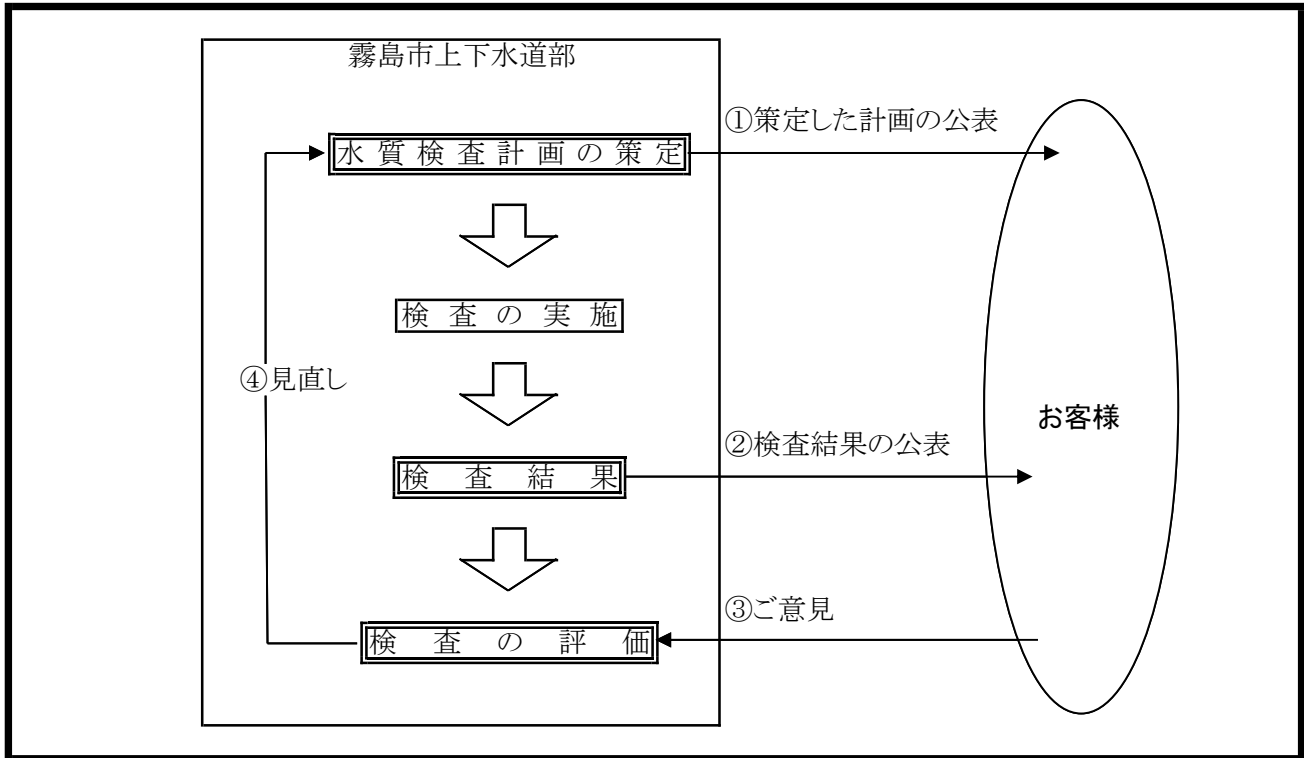 霧島市上下水道部
①策定した計画の公表
水質検査計画の策定
検査の実施
④見直し
お客様
②検査結果の公表
検査結果
③ご意見
検査の評価